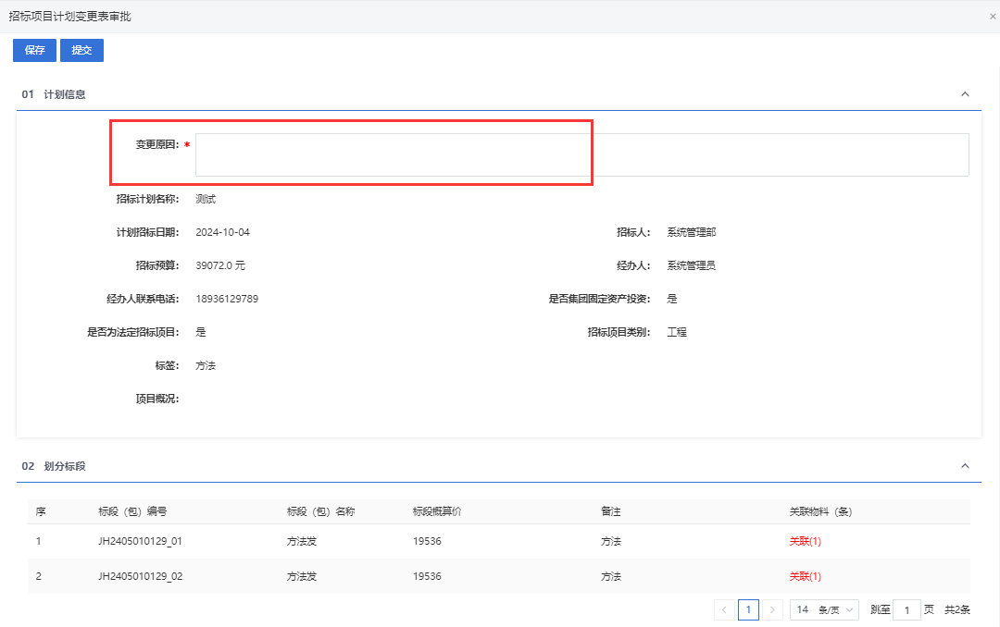 招标项目计划变更表审批 ×
保存 提交
01 计划信息
变更原因: *
招标计划名称: 测试
计划招标日期: 2024-10-04 招标人: 系统管理部
招标预算: 39072.0 元 经办人: 系统管理员
经办人联系电话: 18936129789 是否集团固定资产投资: 是
是否为法定招标项目: 是 招标项目类别: 工程
标签: 方法
项目概况:
02 划分标段
序 标段（包）编号 标段（包）名称 标段概算价 备注 关联物料（条）
1 JH2405010129_01 方法发 19536 方法 关联(1)
2 JH2405010129_02 方法发 19536 方法 关联(1)
< 1 > 14 条/页 跳至 1 页 共2条